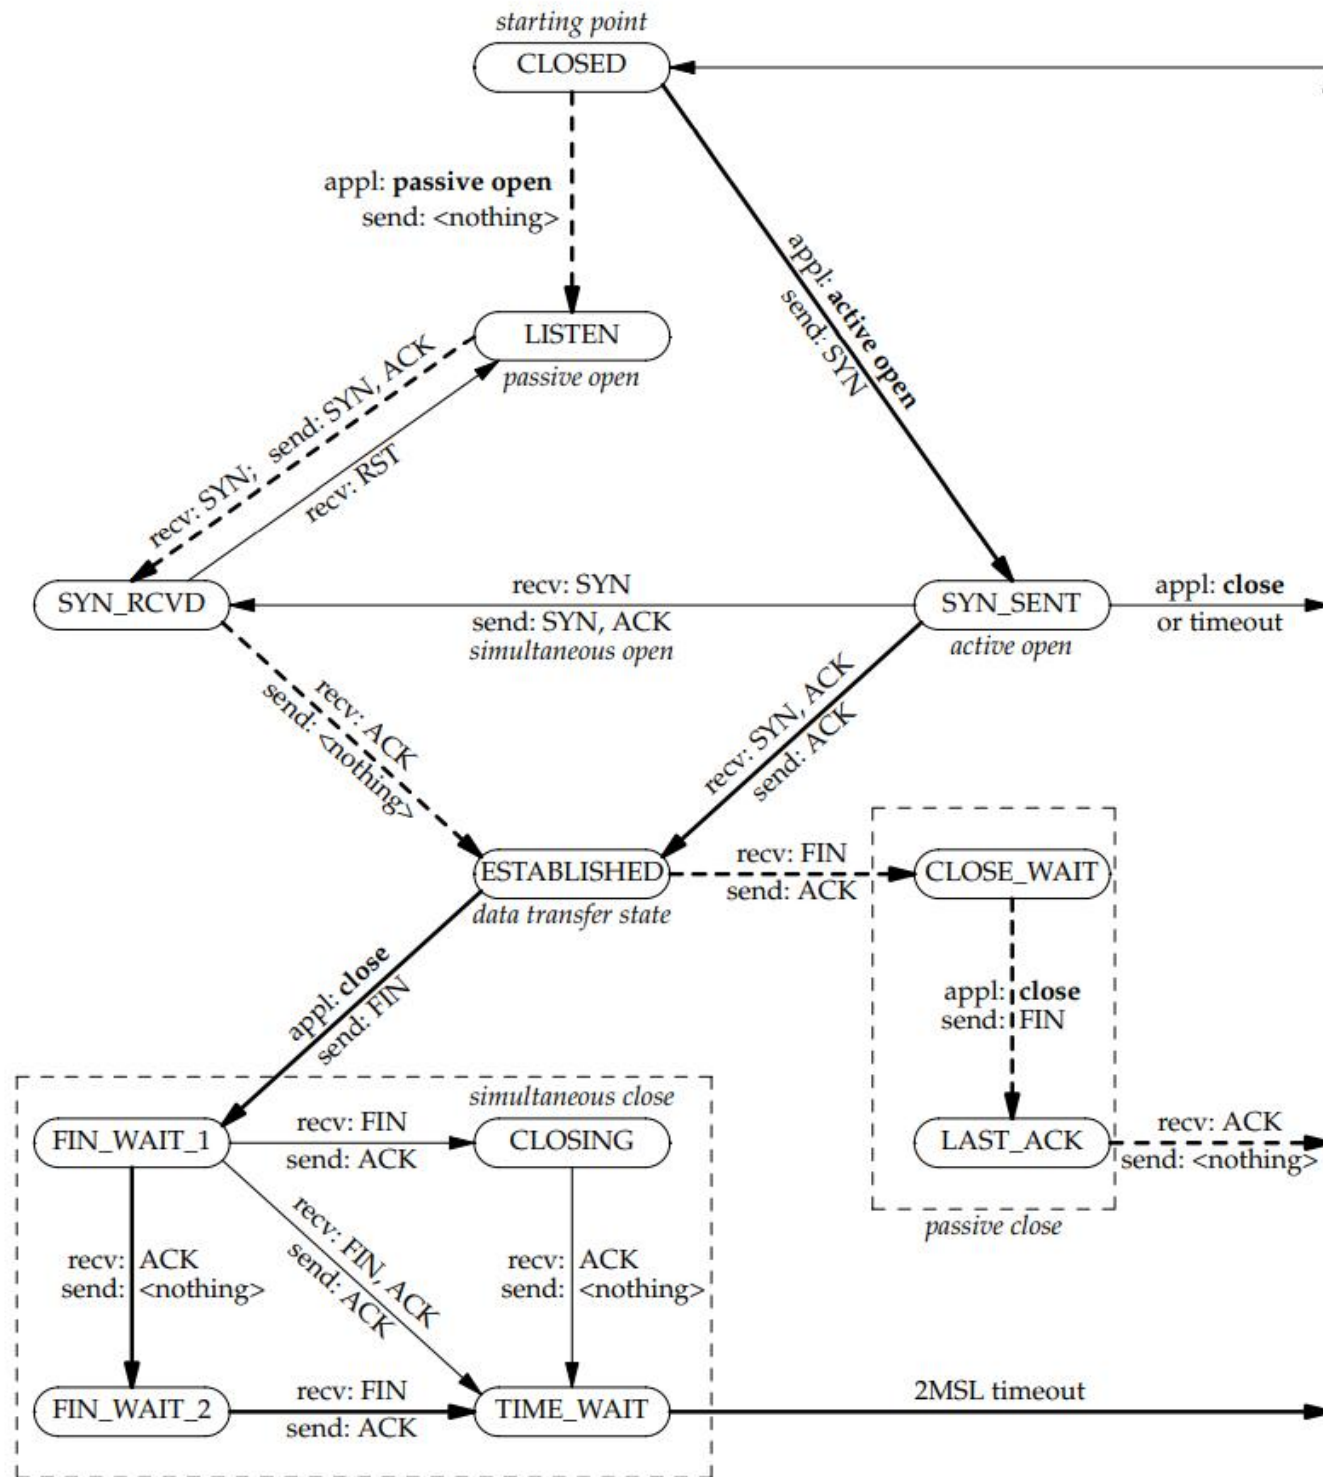 starting point
CLOSED
appl: passive open
send: <nothing>
appl: active open
send: SYN
LISTEN
passive open
recv: SYN; send: SYN, ACK
recv: RST
SYN_RCVD
recv: SYN
send: SYN, ACK
simultaneous open
SYN_SENT
active open
appl: close
or timeout
recv: ACK
send: <nothing>
recv: SYN, ACK
send: ACK
ESTABLISHED
data transfer state
recv: FIN
send: ACK
CLOSE_WAIT
appl: close
send: FIN
appl: close
send: FIN
simultaneous close
FIN_WAIT_1
recv: FIN
send: ACK
CLOSING
LAST_ACK
recv: ACK
send: <nothing>
passive close
recv: ACK
send: <nothing>
recv: FIN, ACK
send: ACK
recv: ACK
send: <nothing>
FIN_WAIT_2
recv: FIN
send: ACK
TIME_WAIT
2MSL timeout